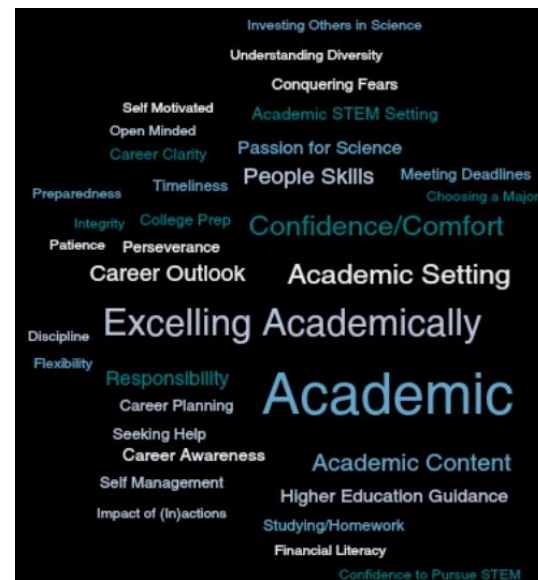 Investing Others in Science
Understanding Diversity
Conquering Fears
Self Motivated
Academic STEM Setting
Open Minded
Career Clarity
Passion for Science
People Skills
Meeting Deadlines
Timeliness
Preparedness
Choosing a Major
Integrity
College Prep
Confidence/Comfort
Patience
Perseverance
Career Outlook
Academic Setting
Excelling Academically
Discipline
Flexibility
Responsibility
Academic
Career Planning
Seeking Help
Career Awareness
Academic Content
Self Management
Higher Education Guidance
Impact of (In)actions
Studying/Homework
Financial Literacy
Confidence to Pursue STEM